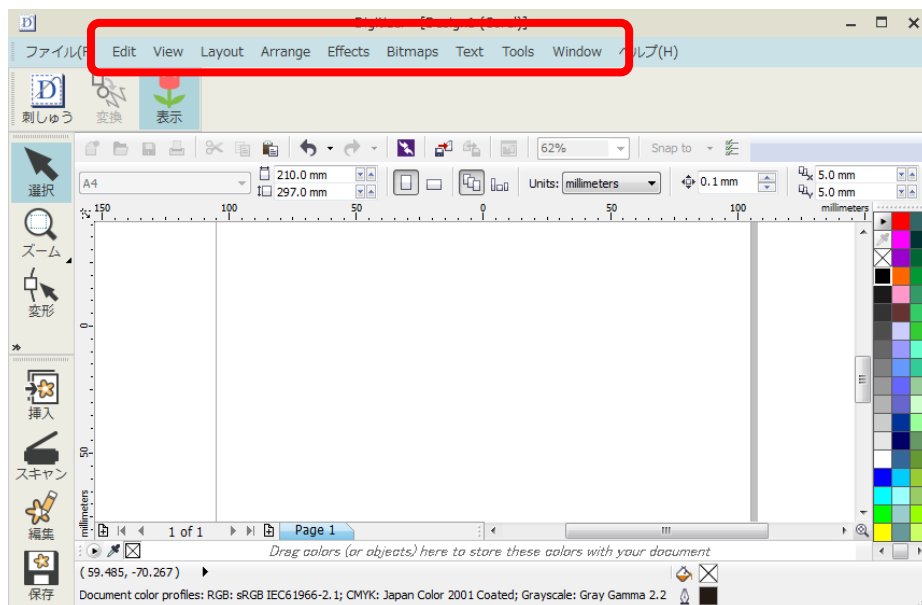 D
ファイル(F Edit View Layout Arrange Effects Bitmaps Text Tools Window ヘルプ(H)
D
刺しゅう 変換 表示
62% Snap to
選択
A4 210.0 mm 297.0 mm Units: millimeters 0.1 mm 5.0 mm 5.0 mm
150 100 50 0 50 100 millimeters
ズーム
変形
0
挿入
50
スキャン
millimeters
編集
1 of 1 Page 1
Drag colors (or objects) here to store these colors with your document
保存
( 59.485, -70.267 )
Document color profiles: RGB: sRGB IEC61966-2.1; CMYK: Japan Color 2001 Coated; Grayscale: Gray Gamma 2.2